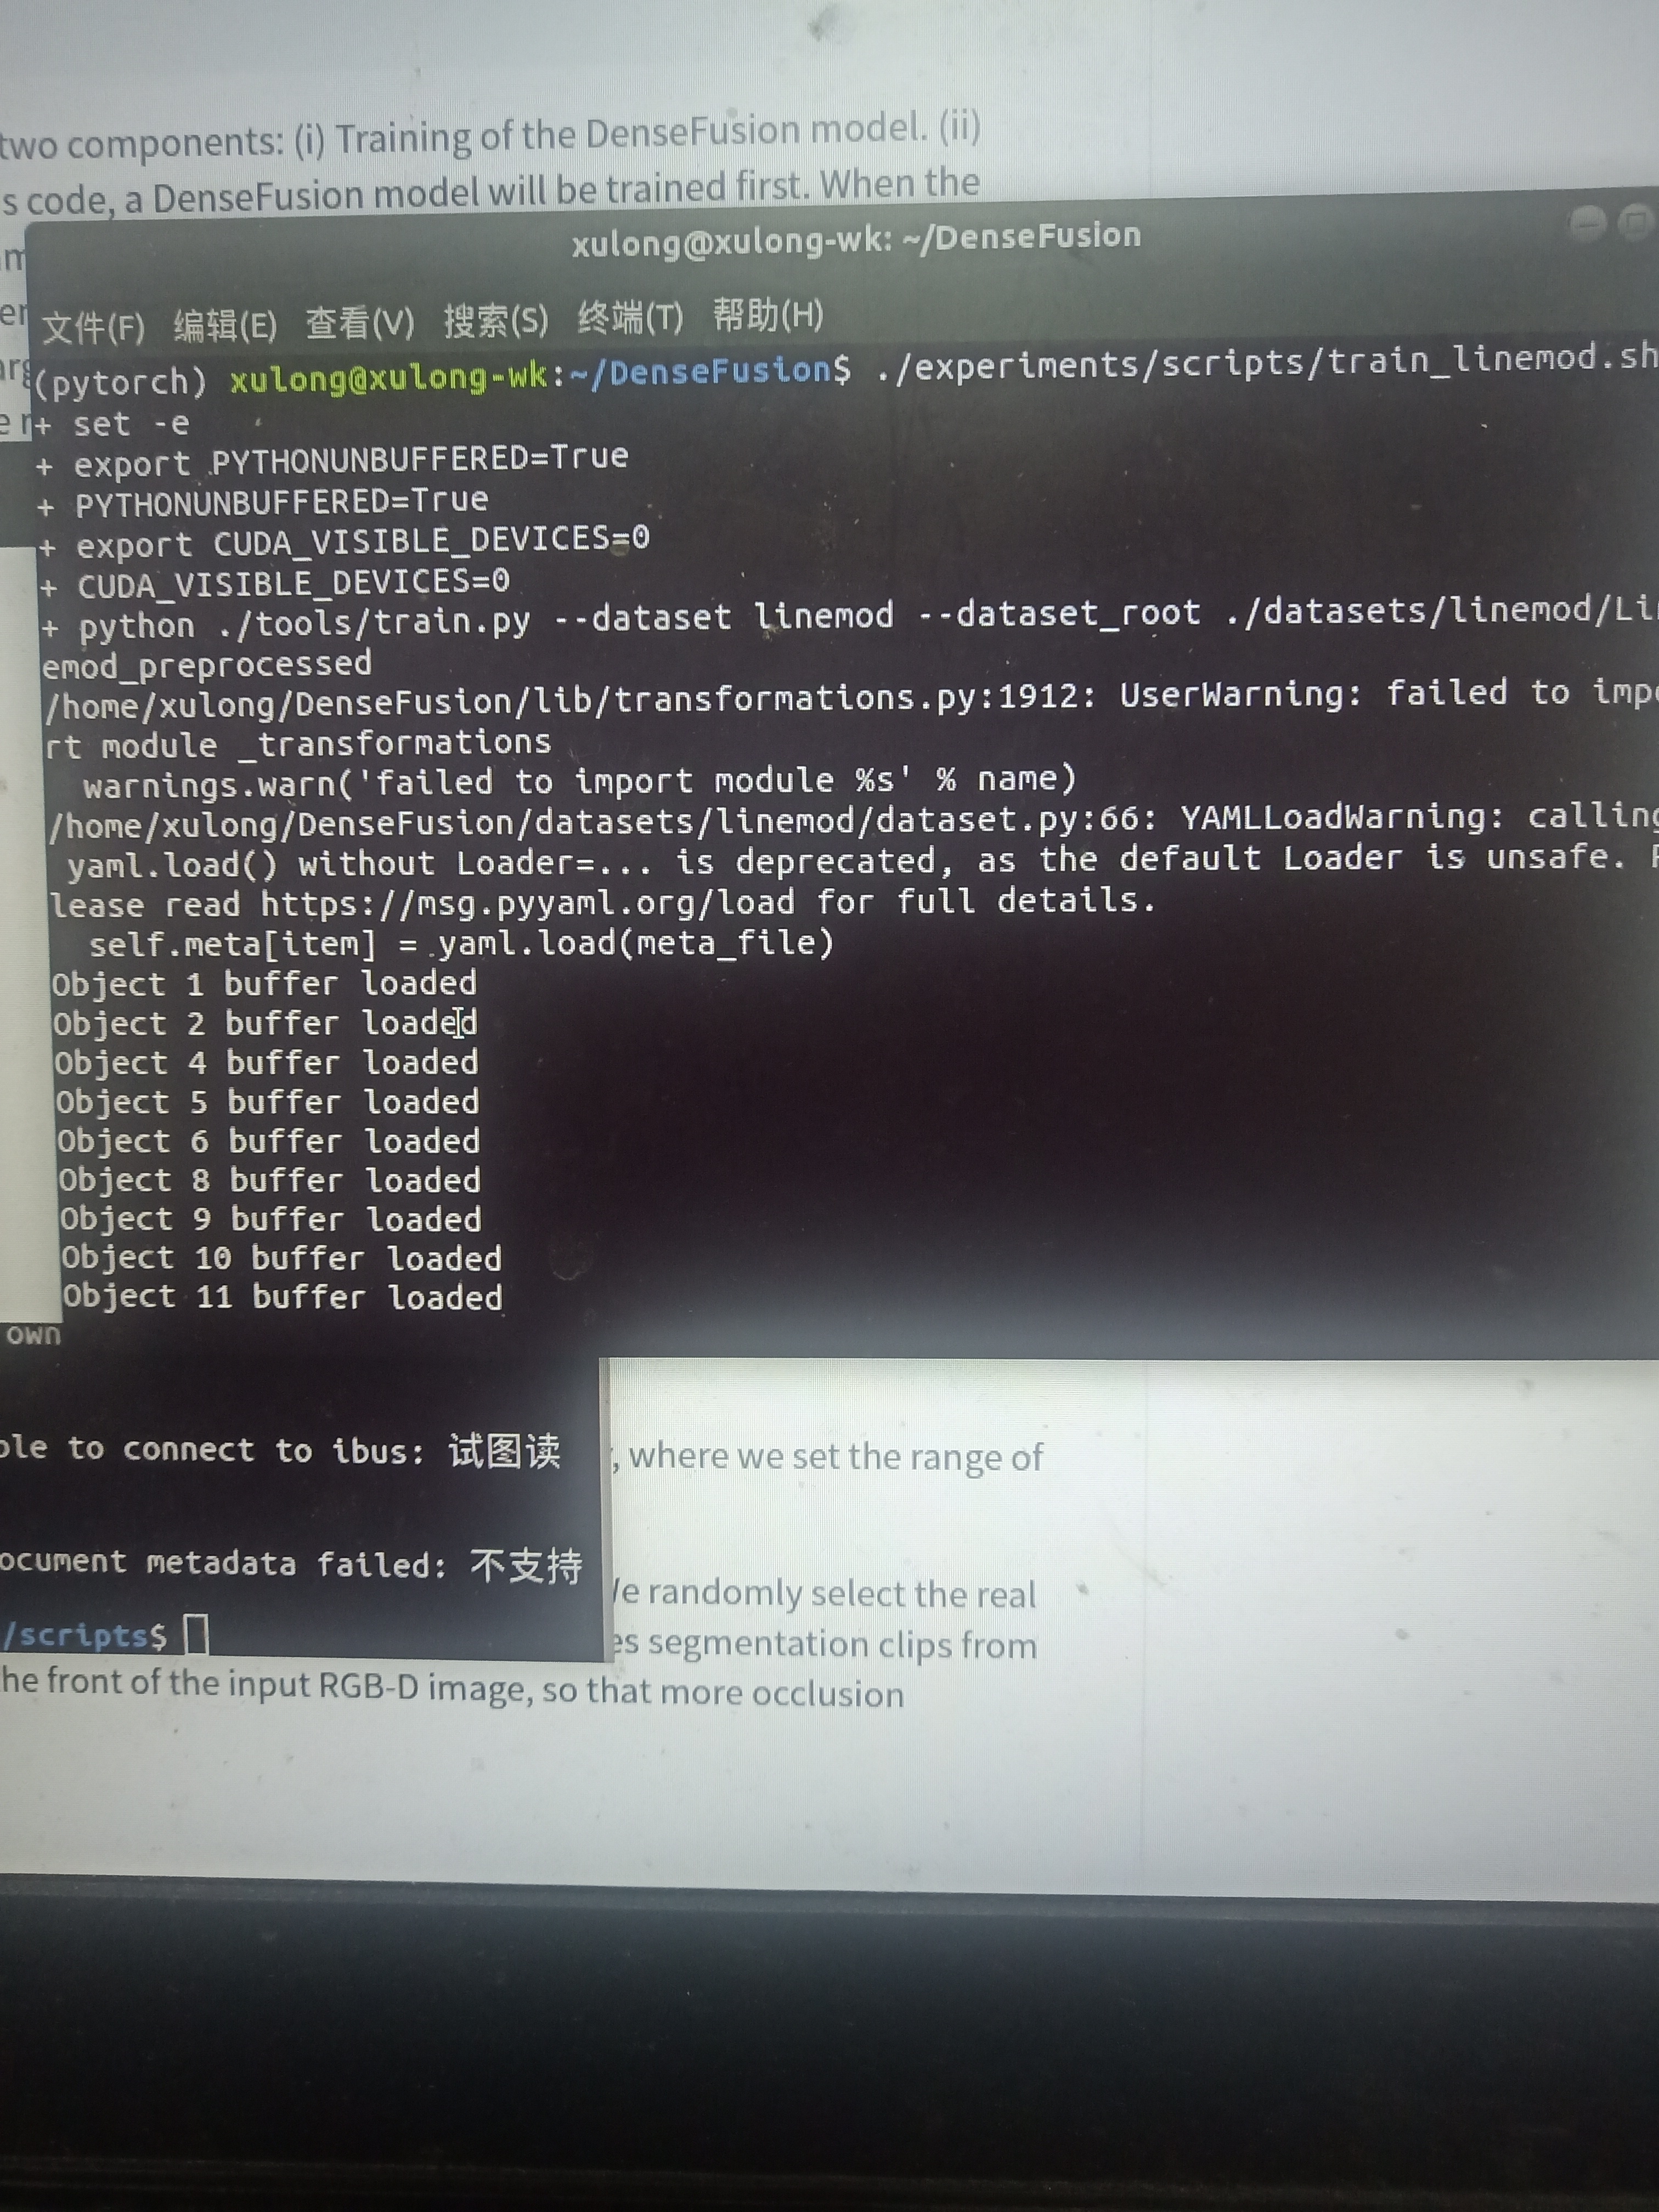 two components: (i) Training of the DenseFusion model. (ii)
s code, a DenseFusion model will be trained first. When the
xulong@xulong-wk: ~/DenseFusion
文件(F) 编辑(E) 查看(V) 搜索(S) 终端(T) 帮助(H)
(pytorch) xulong@xulong-wk:~/DenseFusion$ ./experiments/scripts/train_linemod.sh
+ set -e
+ export PYTHONUNBUFFERED=True
+ PYTHONUNBUFFERED=True
+ export CUDA_VISIBLE_DEVICES=0
+ CUDA_VISIBLE_DEVICES=0
+ python ./tools/train.py --dataset linemod --dataset_root ./datasets/linemod/Li
emod_preprocessed
/home/xulong/DenseFusion/lib/transformations.py:1912: UserWarning: failed to imp
rt module _transformations
warnings.warn('failed to import module %s' % name)
/home/xulong/DenseFusion/datasets/linemod/dataset.py:66: YAMLLoadWarning: calling
yaml.load() without Loader=... is deprecated, as the default Loader is unsafe. P
lease read https://msg.pyyaml.org/load for full details.
self.meta[item] = yaml.load(meta_file)
Object 1 buffer loaded
Object 2 buffer loaded
Object 4 buffer loaded
Object 5 buffer loaded
Object 6 buffer loaded
Object 8 buffer loaded
Object 9 buffer loaded
Object 10 buffer loaded
Object 11 buffer loaded
own
ble to connect to ibus: 试图读
, where we set the range of
ocument metadata failed: 不支持
e randomly select the real
/scripts$
es segmentation clips from
he front of the input RGB-D image, so that more occlusion